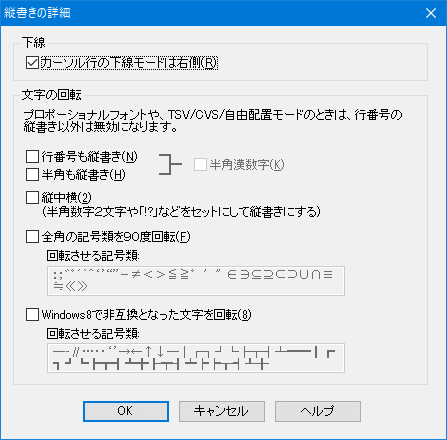 縦書きの詳細
下線
カーソル行の下線モードは右側(R)
文字の回転
プロポーショナルフォントや、TSV/CVS/自由配置モードのときは、行番号の
縦書き以外は無効になります。
行番号も縦書き(N)
半角も縦書き(H)
半角漢数字(K)
縦中横(2)
(半角数字2文字や「!?」などをセットにして縦書きにする)
全角の記号類を90度回転(F)
回転させる記号類:
Windows8で非互換となった文字を回転(8)
回転させる記号類:
OK
キャンセル
ヘルプ